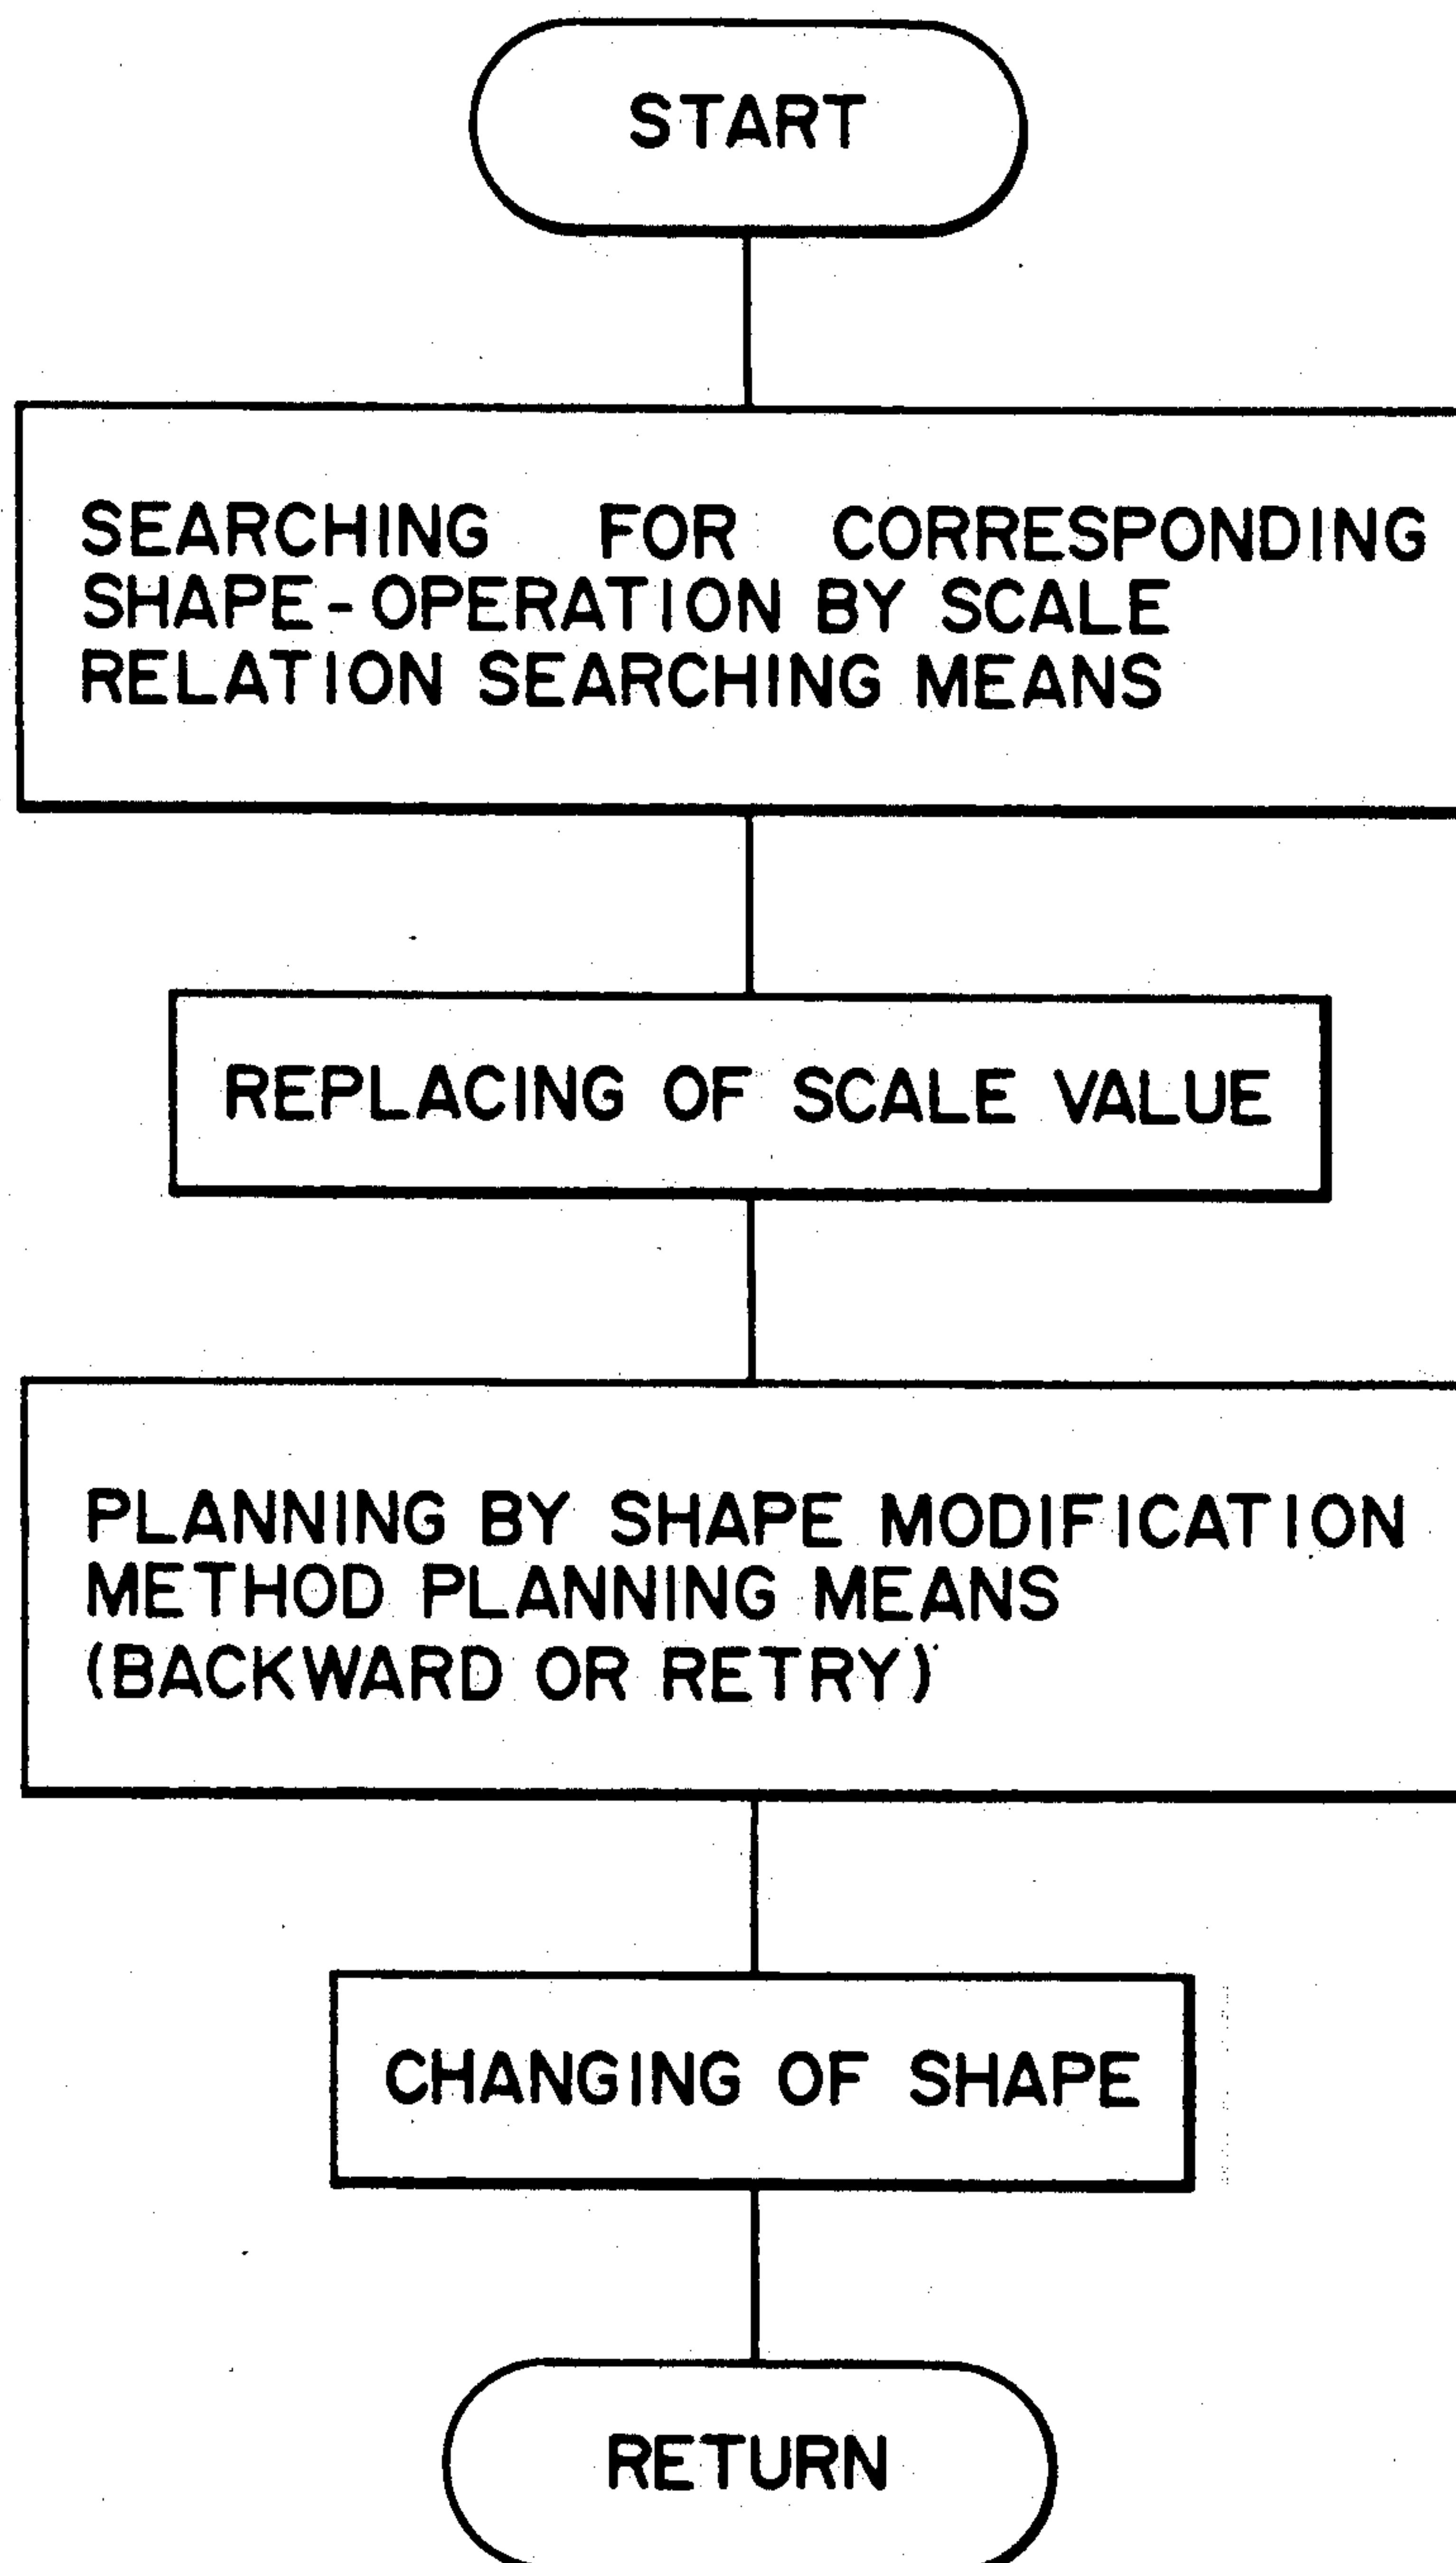 START
SEARCHING FOR CORRESPONDING
SHAPE-OPERATION BY SCALE
RELATION SEARCHING MEANS
REPLACING OF SCALE VALUE
PLANNING BY SHAPE MODIFICATION
METHOD PLANNING MEANS
(BACKWARD OR RETRY)
CHANGING OF SHAPE
RETURN